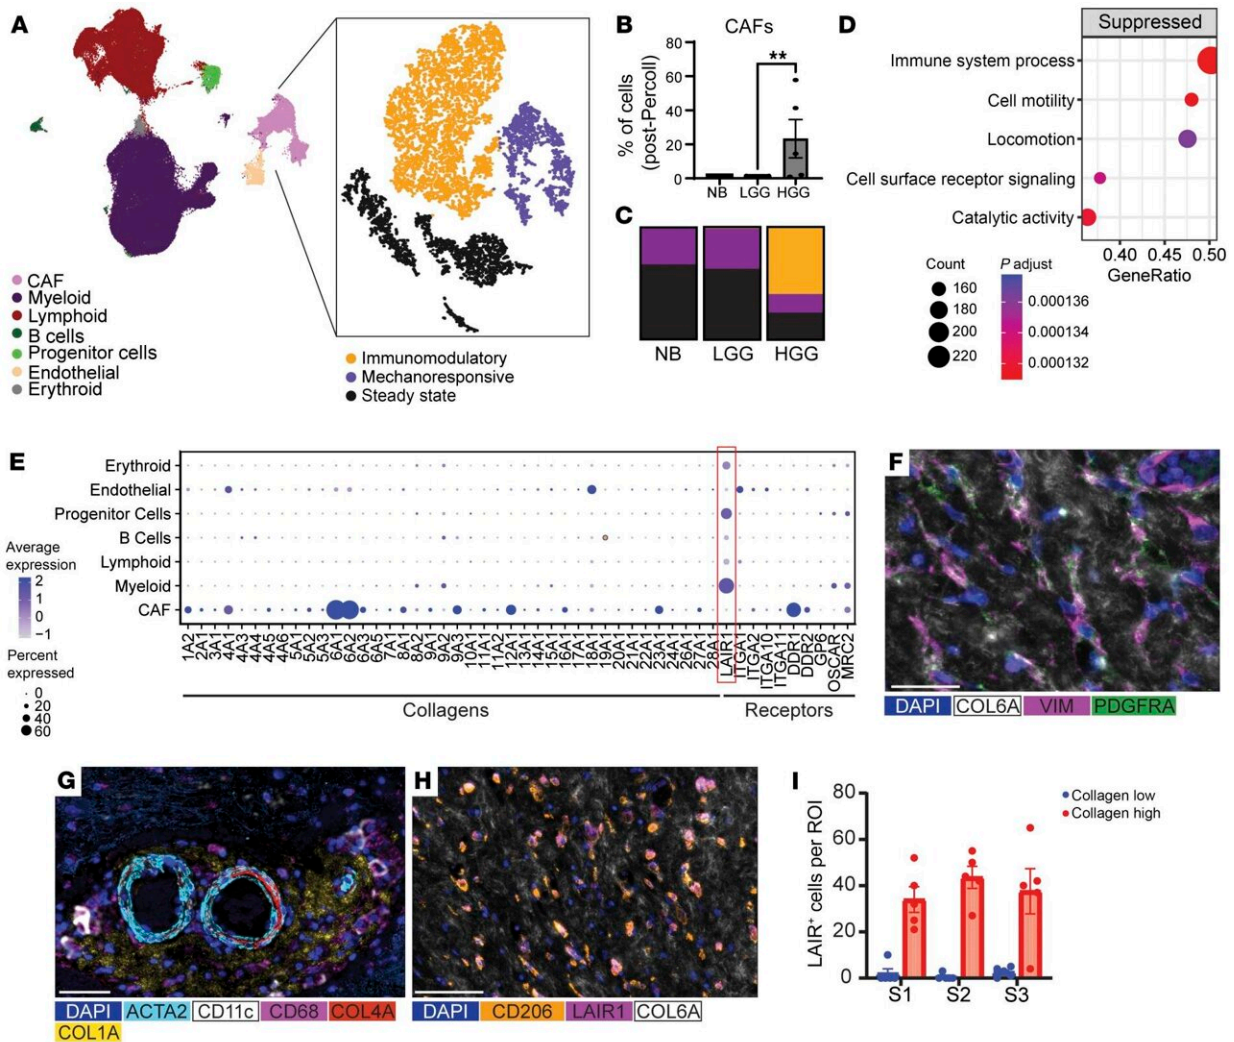 A
CAF
Myeloid
Lymphoid
B cells
Progenitor cells
Endothelial
Erythroid
Immunomodulatory
Mechanoresponsive
Steady state
B
CAFs
% of cells
(post-Percoll)
80
60
40
20
0
**
NB
LGG
HGG
C
NB
LGG
HGG
D
Suppressed
Immune system process
Cell motility
Locomotion
Cell surface receptor signaling
Catalytic activity
0.40
0.45
0.50
GeneRatio
Count
160
180
200
220
P adjust
0.000136
0.000134
0.000132
E
Erythroid
Endothelial
Progenitor Cells
B Cells
Lymphoid
Myeloid
CAF
Average
expression
2
1
0
−1
Percent
expressed
0
20
40
60
1A2
2A1
3A1
4A1
4A3
4A4
4A5
4A6
5A1
5A2
5A3
6A1
6A2
6A3
6A5
7A1
8A1
8A2
9A1
9A2
9A3
10A1
11A1
11A2
12A1
13A1
14A1
15A1
16A1
17A1
18A1
19A1
20A1
21A1
22A1
23A1
24A1
25A1
26A1
27A1
28A1
LAIR1
ITGA1
ITGA2
ITGA10
ITGA11
DDR1
DDR2
GP6
OSCAR
MRC2
Collagens
Receptors
F
DAPI COL6A VIM PDGFRA
G
DAPI ACTA2 CD11c CD68 COL4A
COL1A
H
DAPI CD206 LAIR1 COL6A
I
LAIR⁺ cells per ROI
80
60
40
20
0
S1
S2
S3
Collagen low
Collagen high